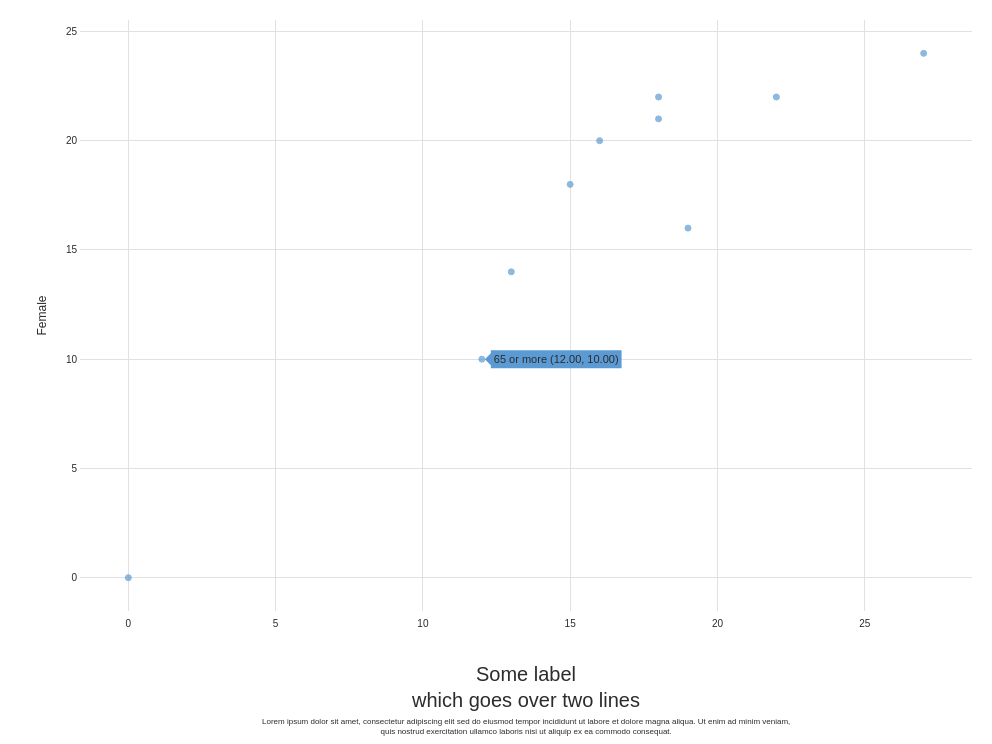 25
20
15
10
5
0
Female
65 or more (12.00, 10.00)
0 5 10 15 20 25
Some label
which goes over two lines
Lorem ipsum dolor sit amet, consectetur adipiscing elit sed do eiusmod tempor incididunt ut labore et dolore magna aliqua. Ut enim ad minim veniam,
quis nostrud exercitation ullamco laboris nisi ut aliquip ex ea commodo consequat.